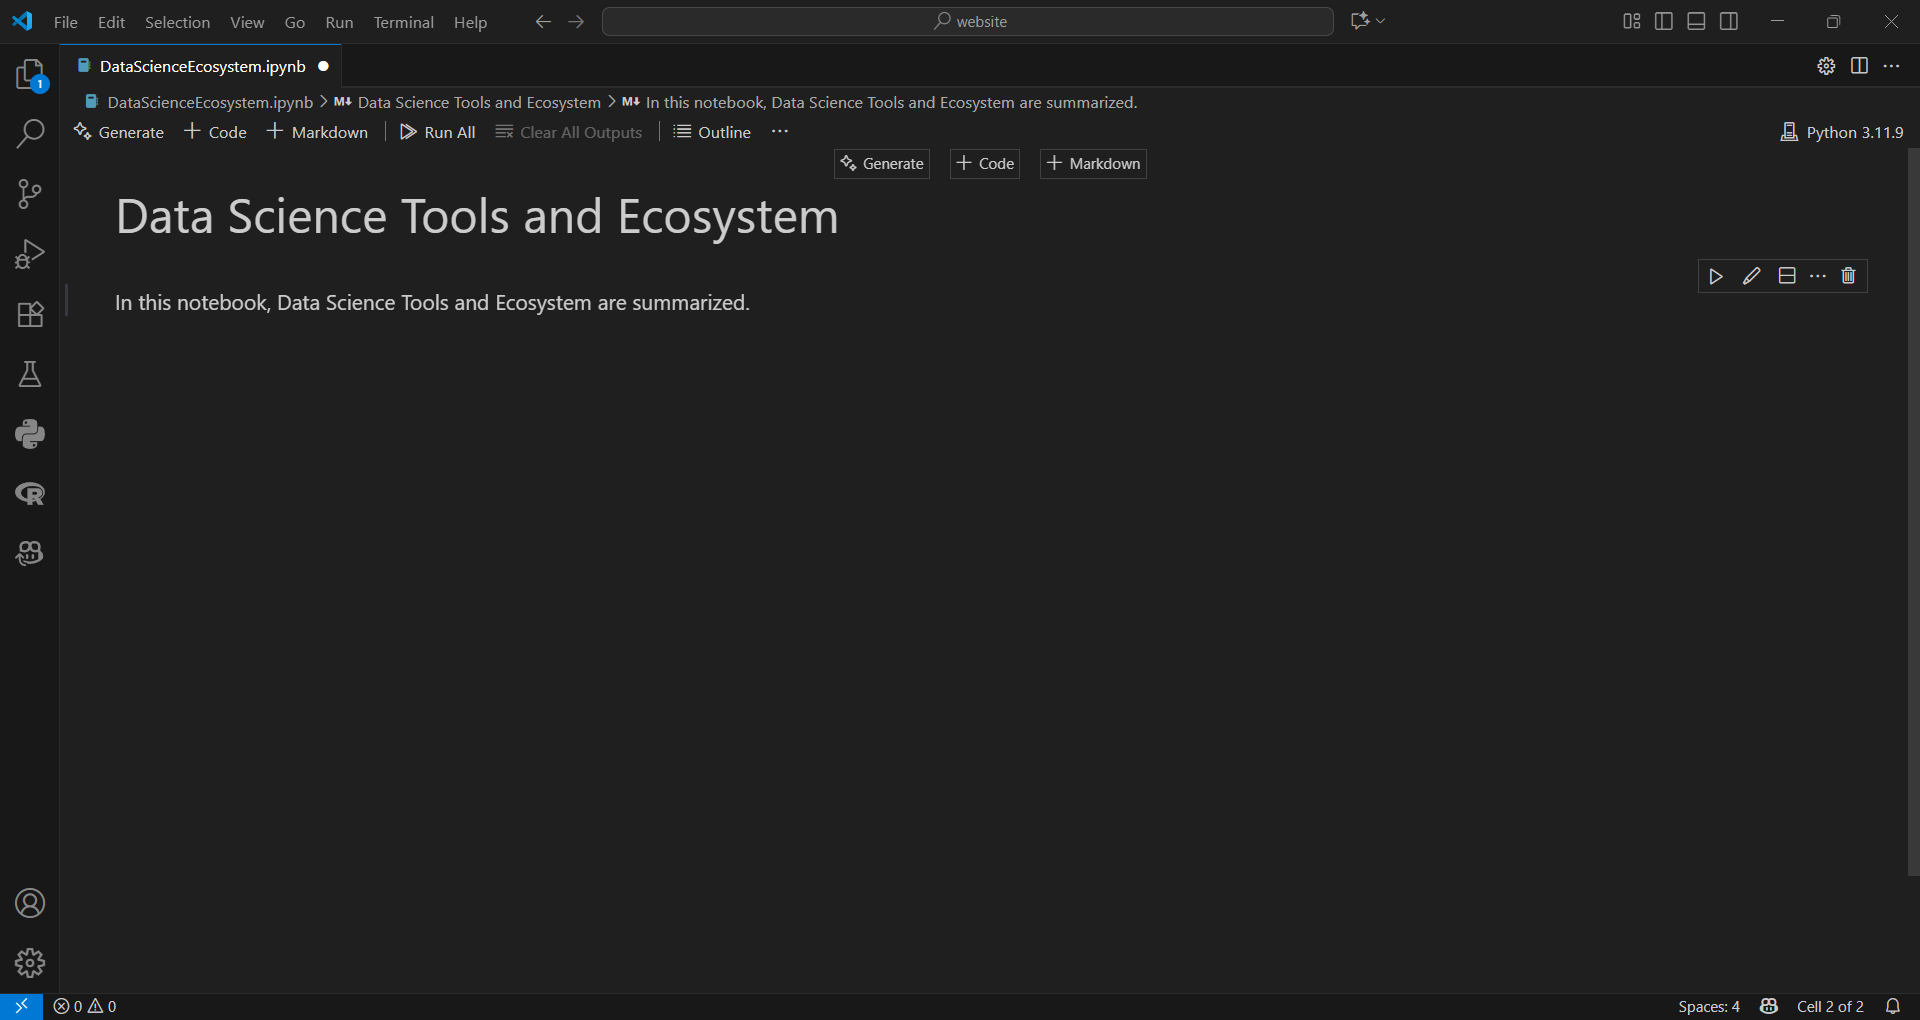 File Edit Selection View Go Run Terminal Help website
DataScienceEcosystem.ipynb
1
DataScienceEcosystem.ipynb > M↓ Data Science Tools and Ecosystem > M↓ In this notebook, Data Science Tools and Ecosystem are summarized.
Generate + Code + Markdown Run All Clear All Outputs Outline ··· Python 3.11.9
Generate + Code + Markdown
Data Science Tools and Ecosystem
In this notebook, Data Science Tools and Ecosystem are summarized.
0 0 Spaces: 4 Cell 2 of 2